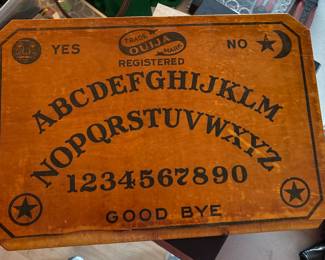 YES TRADE OUIJA MARK NO
REGISTERED
ABCDEFGHIJKLM
NOPQRSTUVWXYZ
1234567890
GOOD BYE